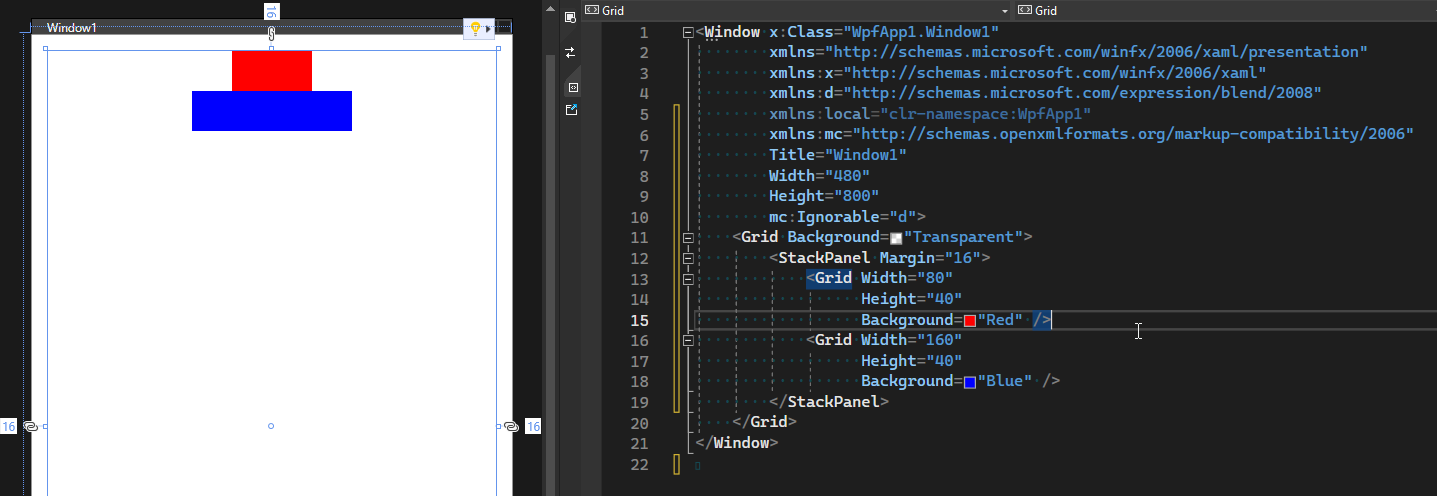 16
Window1
16
16
Grid
Grid
1 <Window x:Class="WpfApp1.Window1"
2 xmlns="http://schemas.microsoft.com/winfx/2006/xaml/presentation"
3 xmlns:x="http://schemas.microsoft.com/winfx/2006/xaml"
4 xmlns:d="http://schemas.microsoft.com/expression/blend/2008"
5 xmlns:local="clr-namespace:WpfApp1"
6 xmlns:mc="http://schemas.openxmlformats.org/markup-compatibility/2006"
7 Title="Window1"
8 Width="480"
9 Height="800"
10 mc:Ignorable="d">
11 <Grid Background="Transparent">
12 <StackPanel Margin="16">
13 <Grid Width="80"
14 Height="40"
15 Background="Red" />
16 <Grid Width="160"
17 Height="40"
18 Background="Blue" />
19 </StackPanel>
20 </Grid>
21 </Window>
22